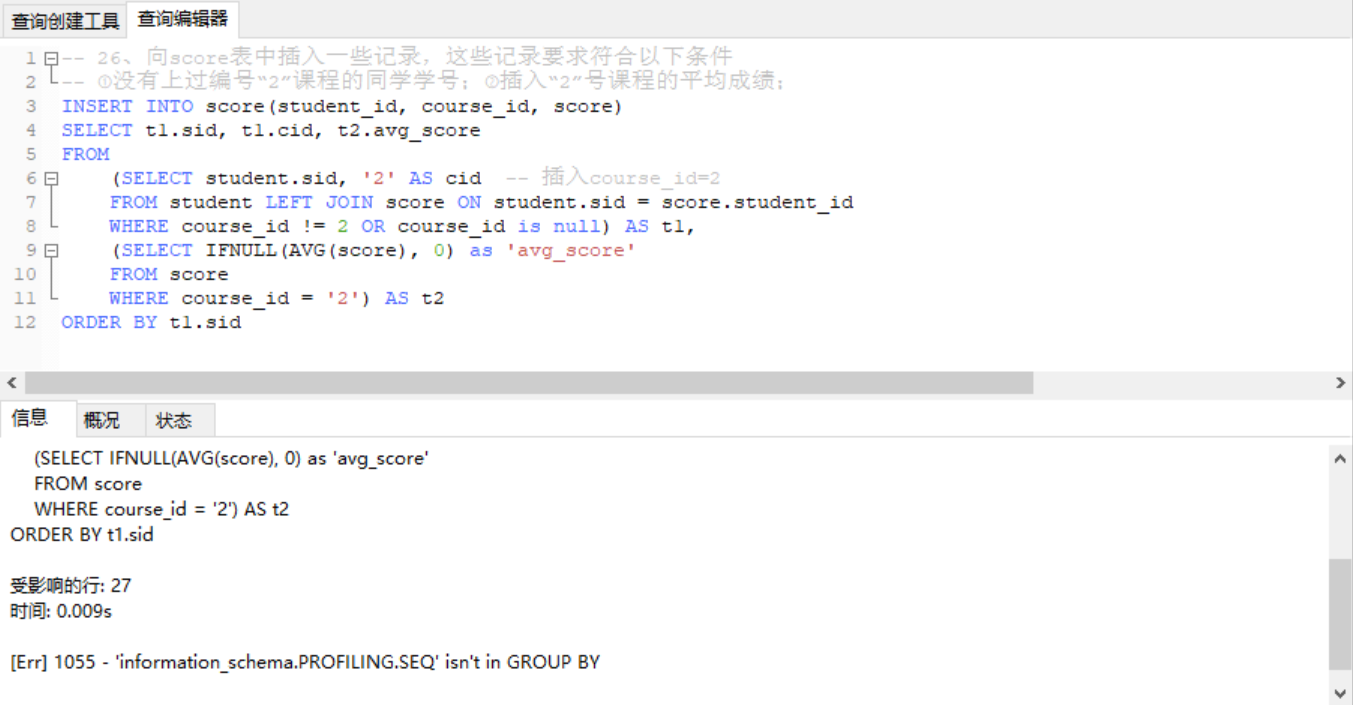 查询创建工具 查询编辑器
1 -- 26、向score表中插入一些记录，这些记录要求符合以下条件
2 -- ①没有上过编号“2”课程的同学学号；②插入“2”号课程的平均成绩；
3 INSERT INTO score(student_id, course_id, score)
4 SELECT t1.sid, t1.cid, t2.avg_score
5 FROM
6 (SELECT student.sid, '2' AS cid -- 插入course_id=2
7 FROM student LEFT JOIN score ON student.sid = score.student_id
8 WHERE course_id != 2 OR course_id is null) AS t1,
9 (SELECT IFNULL(AVG(score), 0) as 'avg_score'
10 FROM score
11 WHERE course_id = '2') AS t2
12 ORDER BY t1.sid
信息 概况 状态
(SELECT IFNULL(AVG(score), 0) as 'avg_score'
FROM score
WHERE course_id = '2') AS t2
ORDER BY t1.sid
受影响的行: 27
时间: 0.009s
[Err] 1055 - 'information_schema.PROFILING.SEQ' isn't in GROUP BY